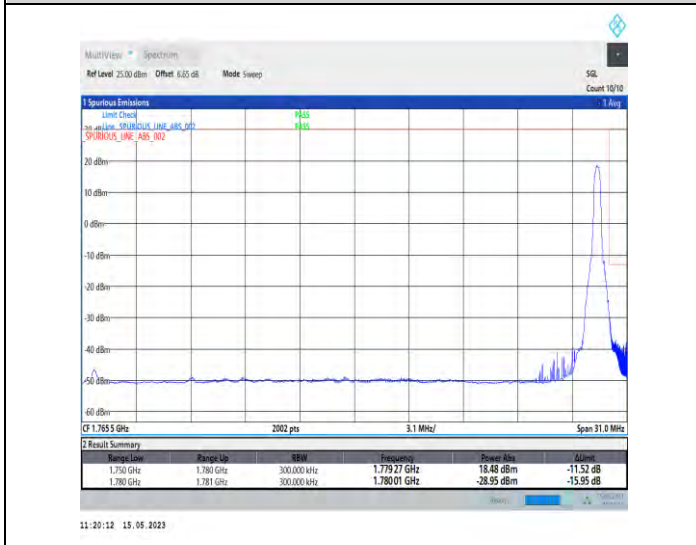 MultiView Spectrum
Ref Level 25.00 dBm Offset 6.65 dB Mode Sweep SGL
Count 10/10
1 Spurious Emissions 1 Avg
Limit Check PASS
Line _SPURIOUS_LINE_ABS_002 PASS
_SPURIOUS_LINE_ABS_002
20 dBm
10 dBm
0 dBm
-10 dBm
-20 dBm
-30 dBm
-40 dBm
-50 dBm
-60 dBm
CF 1.765 5 GHz 2002 pts 3.1 MHz/ Span 31.0 MHz
2 Result Summary
Range Low Range Up RBW Frequency Power Abs ΔLimit
1.750 GHz 1.780 GHz 300.000 kHz 1.779 27 GHz 18.48 dBm -11.52 dB
1.780 GHz 1.781 GHz 300.000 kHz 1.780 01 GHz -28.95 dBm -15.95 dB
11:20:12 15.05.2023